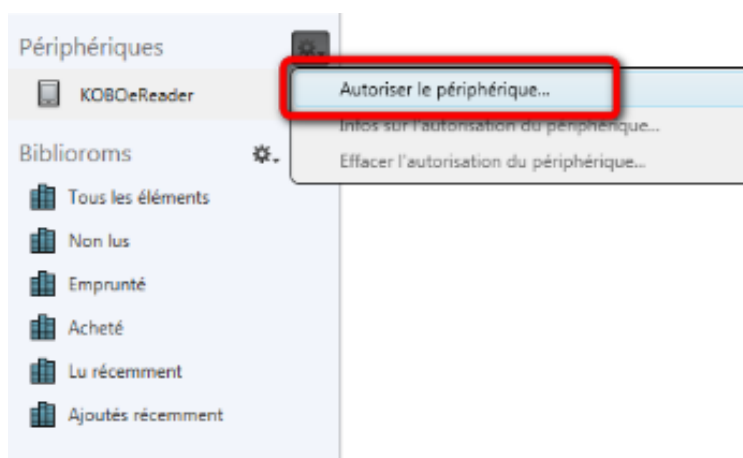 Périphériques
KOBOeReader
Autoriser le périphérique...
Infos sur l'autorisation du périphérique...
Effacer l'autorisation du périphérique...
Biblioroms
Tous les éléments
Non lus
Emprunté
Acheté
Lu récemment
Ajoutés récemment